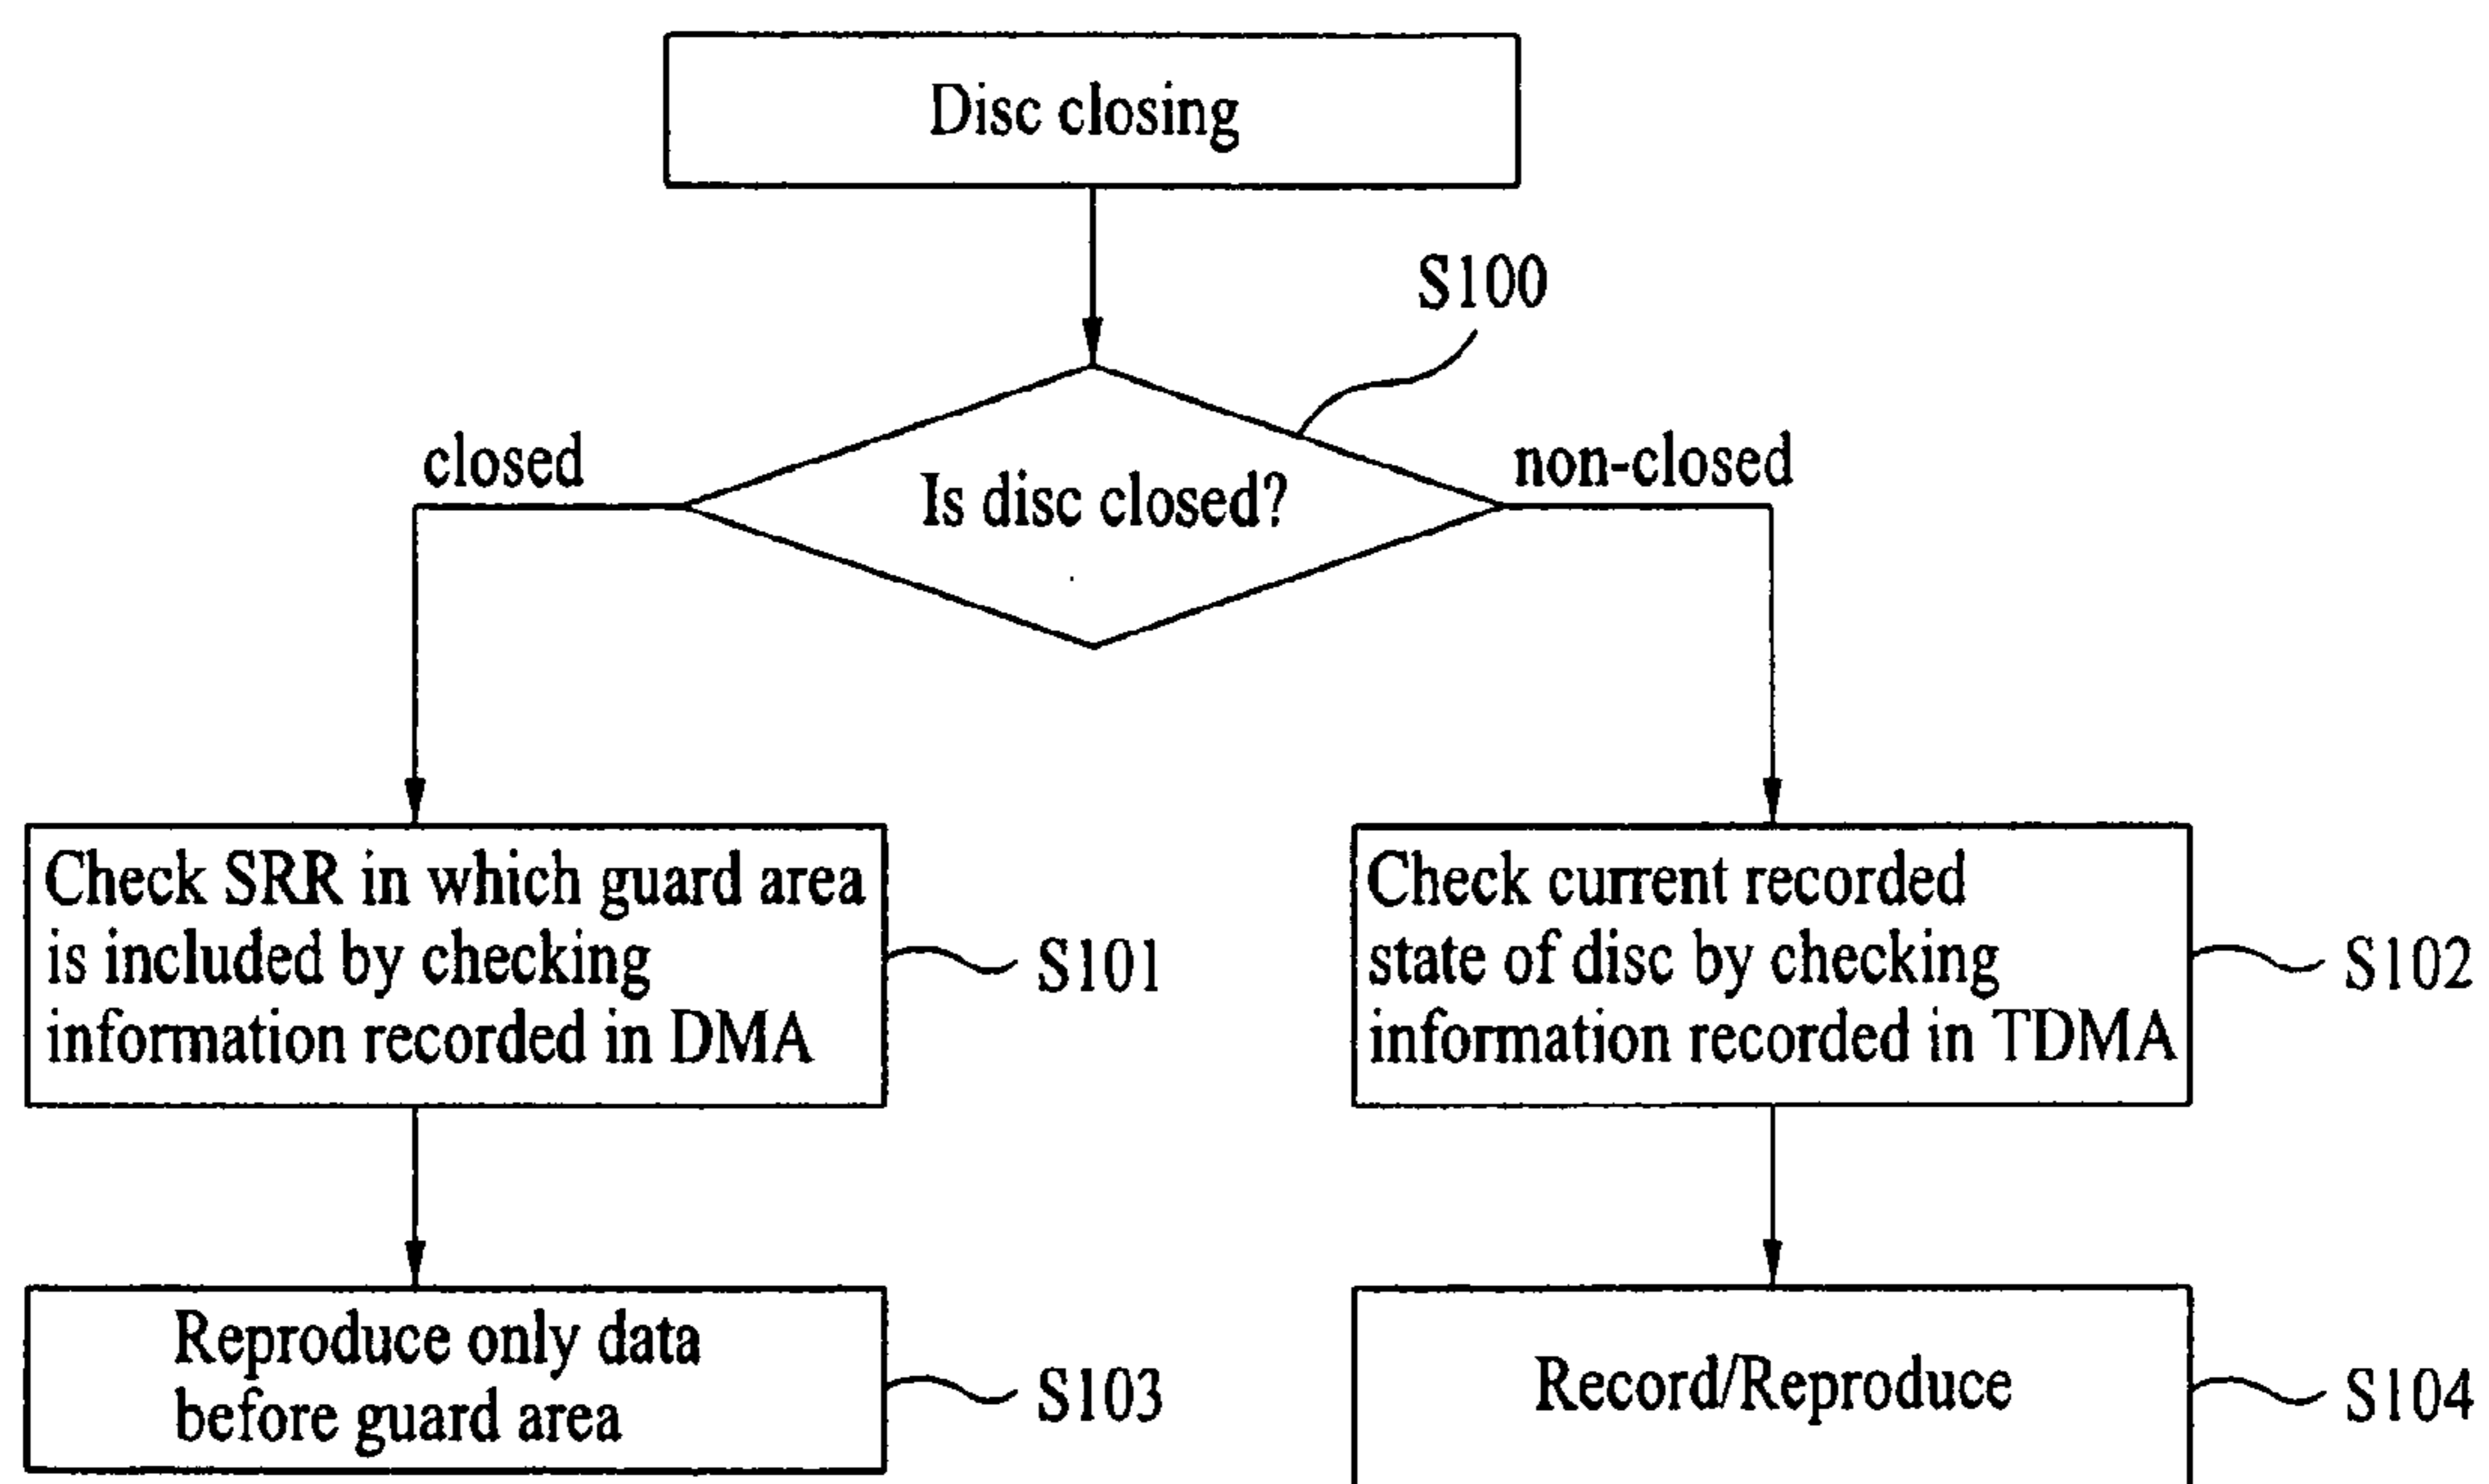 Disc closing
S100
closed
non-closed
Is disc closed?
Check SRR in which guard area
is included by checking
information recorded in DMA
S101
Check current recorded
state of disc by checking
information recorded in TDMA
S102
Reproduce only data
before guard area
S103
Record/Reproduce
S104